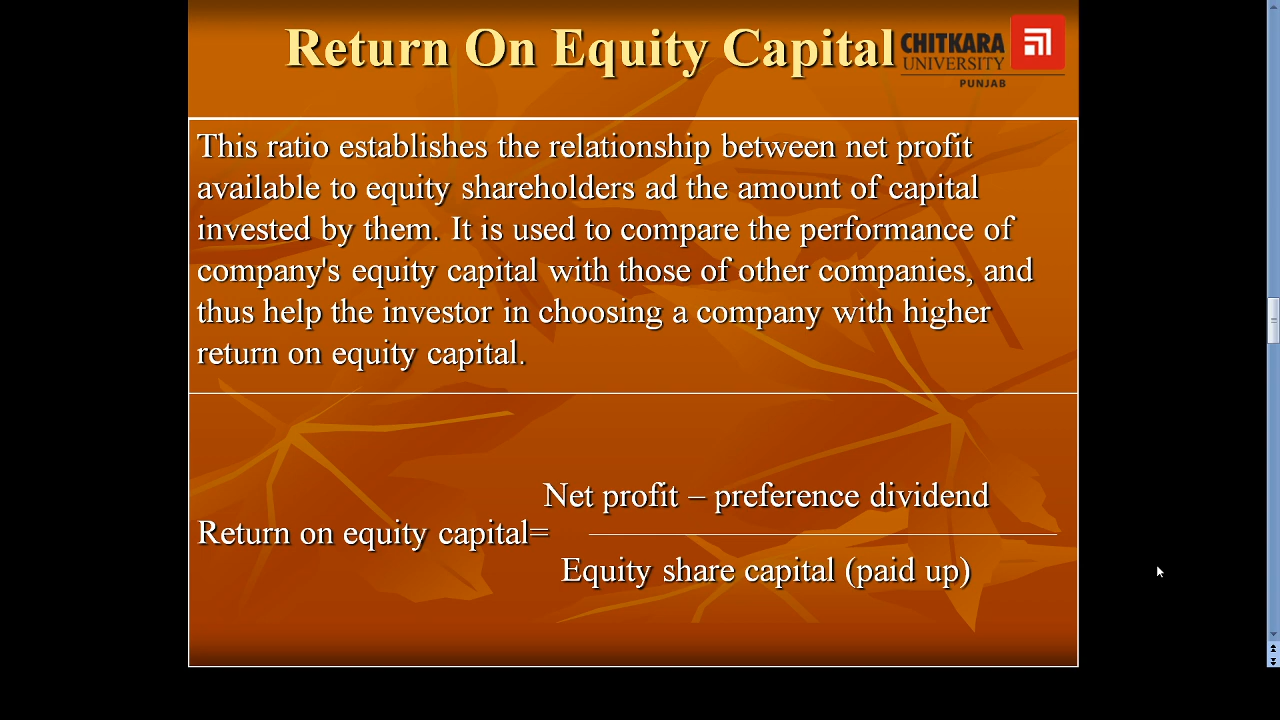 Return On Equity Capital
CHITKARA
UNIVERSITY
PUNJAB
This ratio establishes the relationship between net profit
available to equity shareholders ad the amount of capital
invested by them. It is used to compare the performance of
company's equity capital with those of other companies, and
thus help the investor in choosing a company with higher
return on equity capital.
Net profit – preference dividend
Return on equity capital=
Equity share capital (paid up)